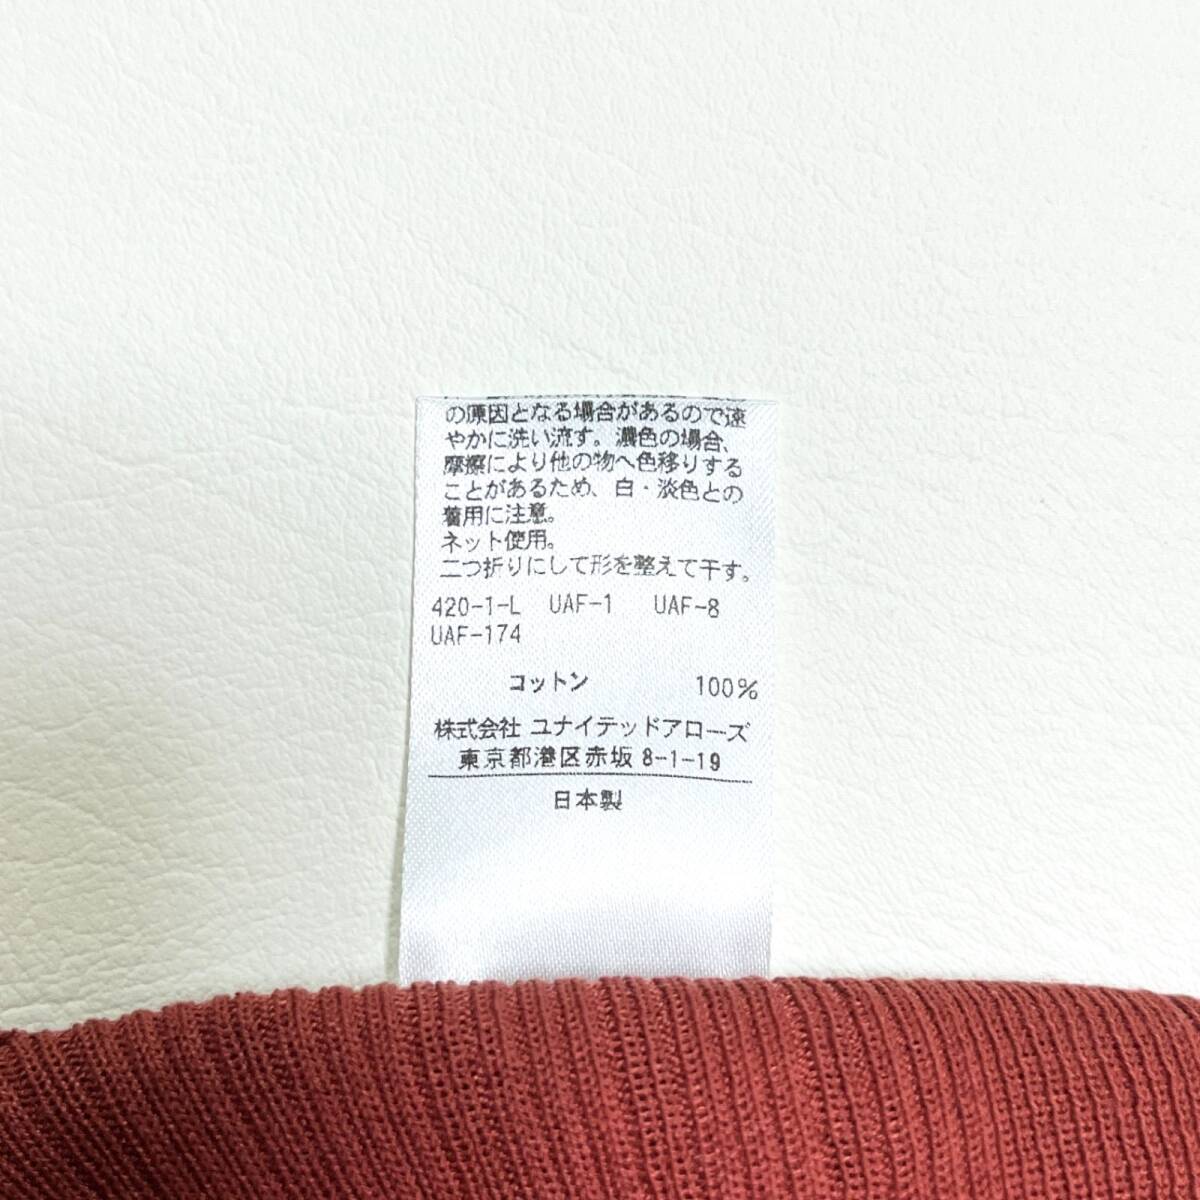 の原因となる場合があるので速
やかに洗い流す。濃色の場合、
摩擦により他の物へ色移りする
ことがあるため、白・淡色との
着用に注意。
ネット使用。
二つ折りにして形を整えて干す。
420-1-L UAF-1 UAF-8
UAF-174
コットン 100%
株式会社 ユナイテッドアローズ
東京都港区赤坂 8-1-19
日本製